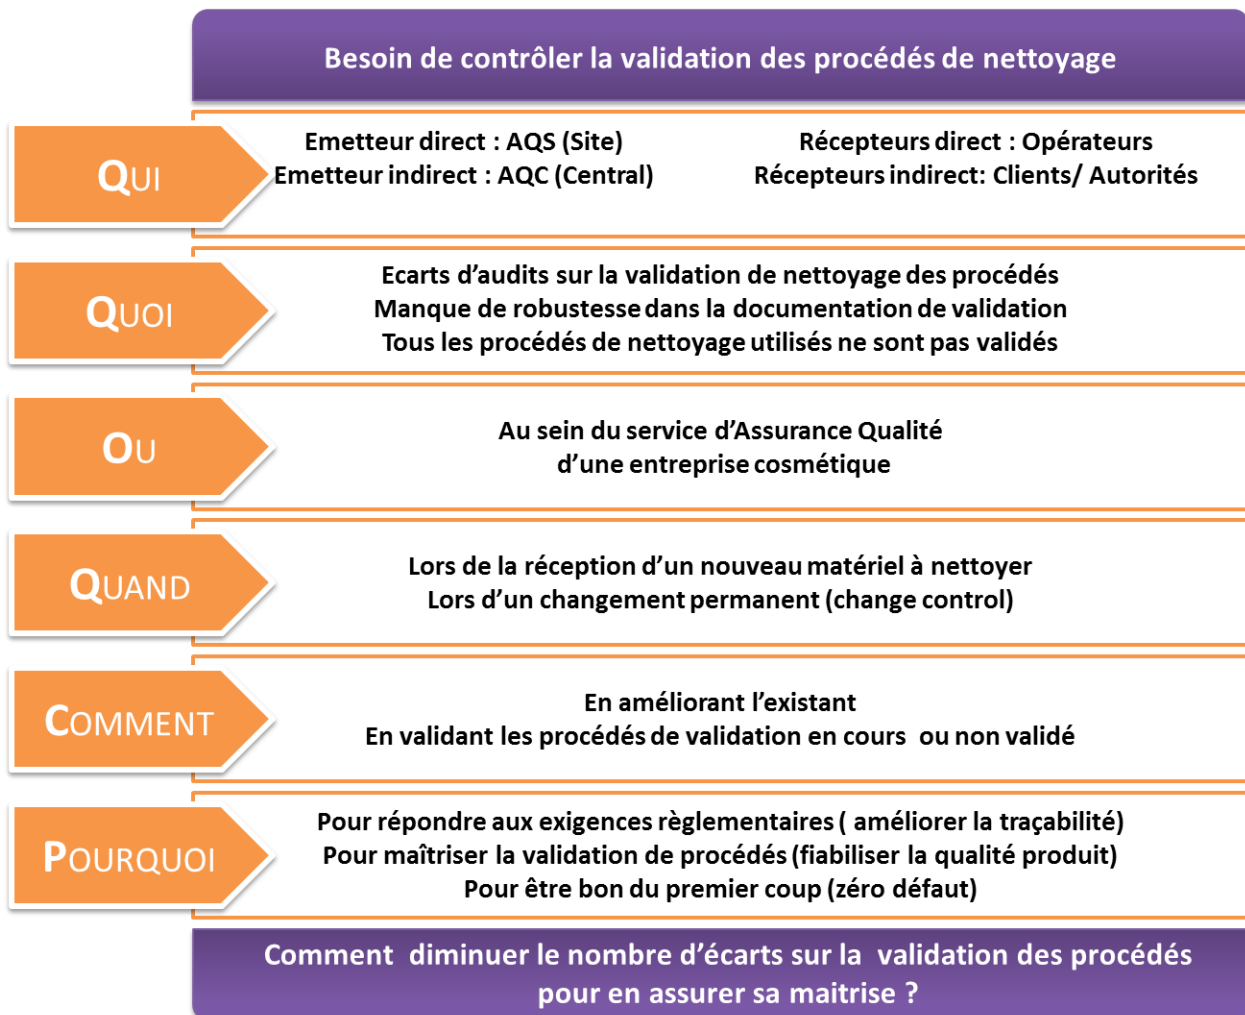 Besoin de contrôler la validation des procédés de nettoyage
QUI
Emetteur direct : AQS (Site)
Emetteur indirect : AQC (Central)
Récepteurs direct : Opérateurs
Récepteurs indirect: Clients/ Autorités
QUOI
Ecarts d'audits sur la validation de nettoyage des procédés
Manque de robustesse dans la documentation de validation
Tous les procédés de nettoyage utilisés ne sont pas validés
OU
Au sein du service d'Assurance Qualité
d'une entreprise cosmétique
QUAND
Lors de la réception d'un nouveau matériel à nettoyer
Lors d'un changement permanent (change control)
COMMENT
En améliorant l'existant
En validant les procédés de validation en cours ou non validé
POURQUOI
Pour répondre aux exigences règlementaires ( améliorer la traçabilité)
Pour maîtriser la validation de procédés (fiabiliser la qualité produit)
Pour être bon du premier coup (zéro défaut)
Comment diminuer le nombre d'écarts sur la validation des procédés
pour en assurer sa maitrise ?